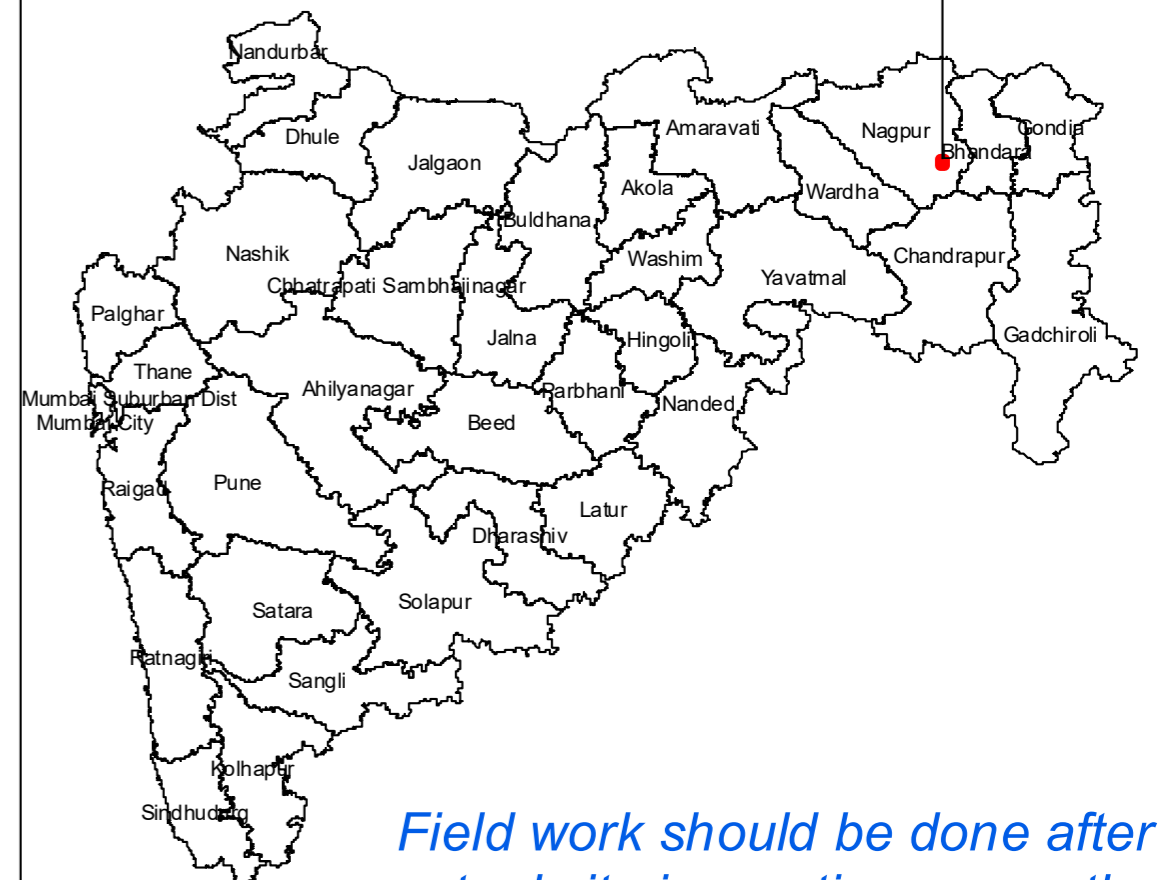 Nandurbar
Dhule
Jalgaon
Amaravati
Nagpur
Gondia
Bhandara
Akola
Wardha
Buldhana
Nashik
Washim
Chandrapur
Yavatmal
Chhatrapati Sambhajinagar
Palghar
Jalna
Hingoli
Gadchiroli
Thane
Ahilyanagar
Parbhani
Mumbai Suburban Dist
Nanded
Mumbai City
Beed
Raigad
Pune
Latur
Dharashiv
Satara
Solapur
Ratnagiri
Sangli
Kolhapur
Sindhudurg
Field work should be done after